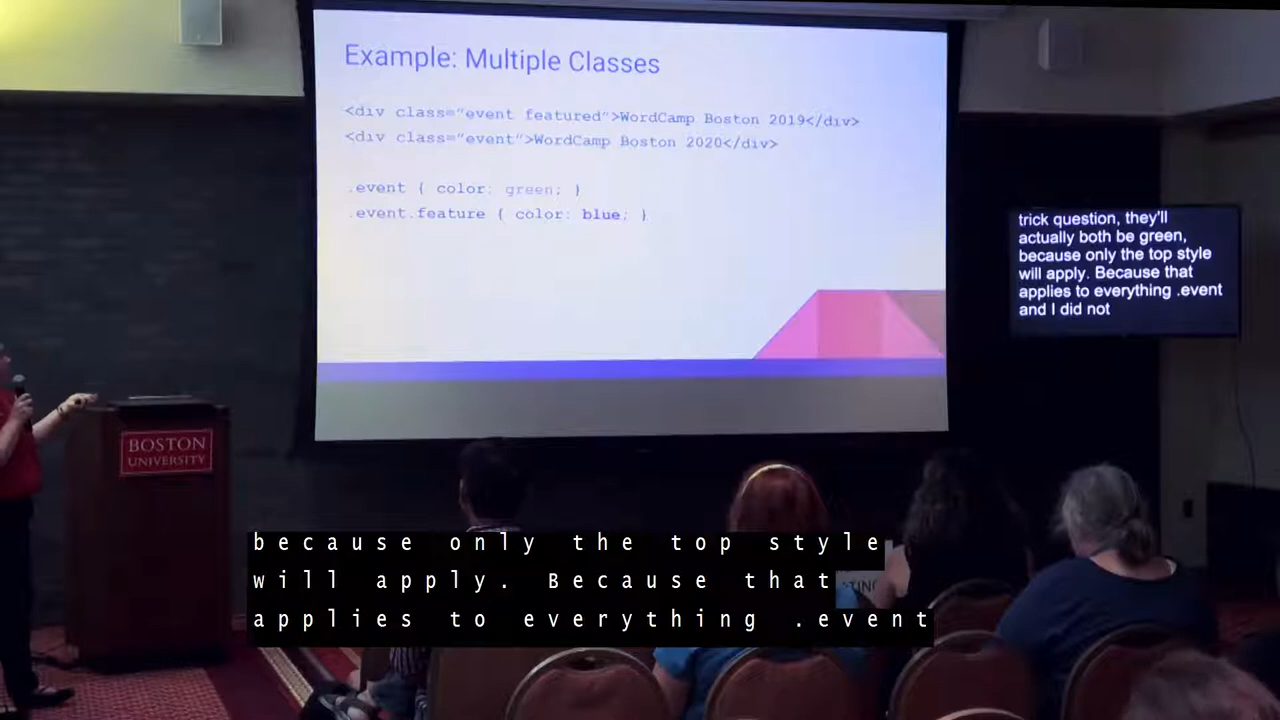 Example: Multiple Classes
<div class="event featured">WordCamp Boston 2019</div>
<div class="event">WordCamp Boston 2020</div>
.event { color: green; }
.event.feature { color: blue; }
trick question, they'll
actually both be green,
because only the top style
will apply. Because that
applies to everything .event
and I did not
BOSTON
UNIVERSITY
because only the top style
will apply. Because that
applies to everything .event